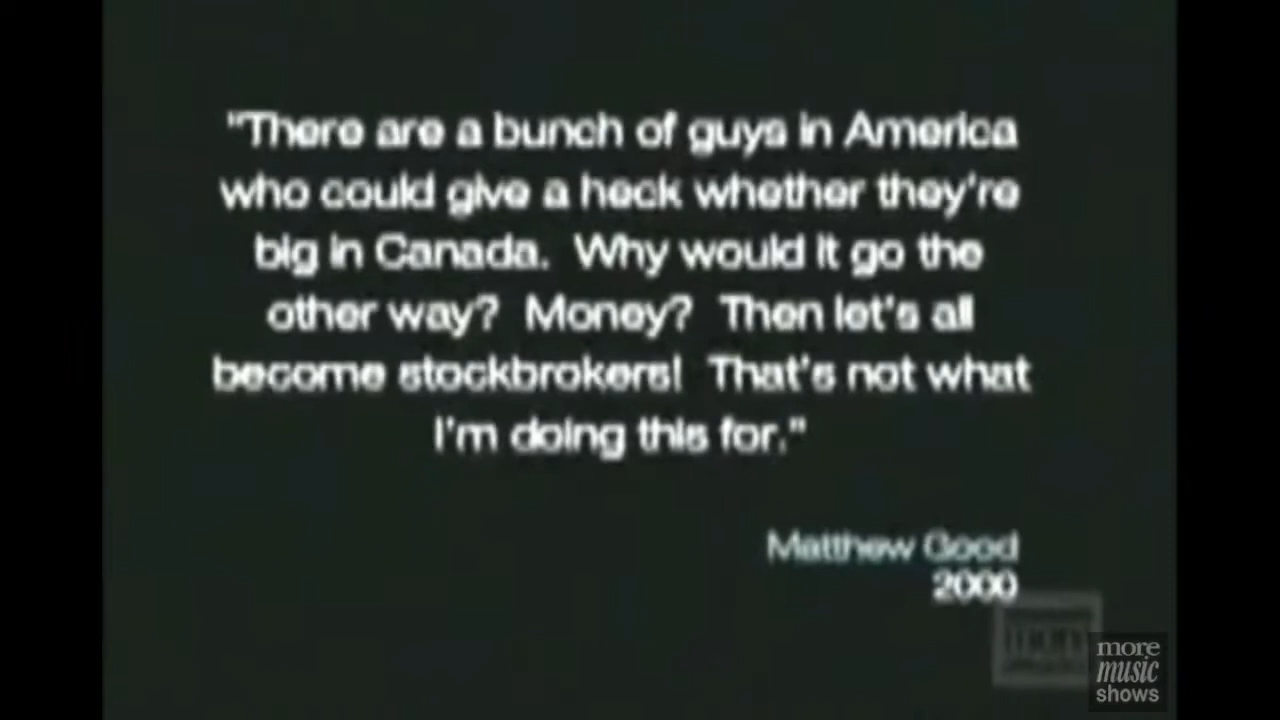 "There are a bunch of guys in America
who could give a heck whether they're
big in Canada.  Why would it go the
other way?  Money?  Then let's all
become stockbrokers!  That's not what
I'm doing this for."
Matthew Good
2000
more
music
shows